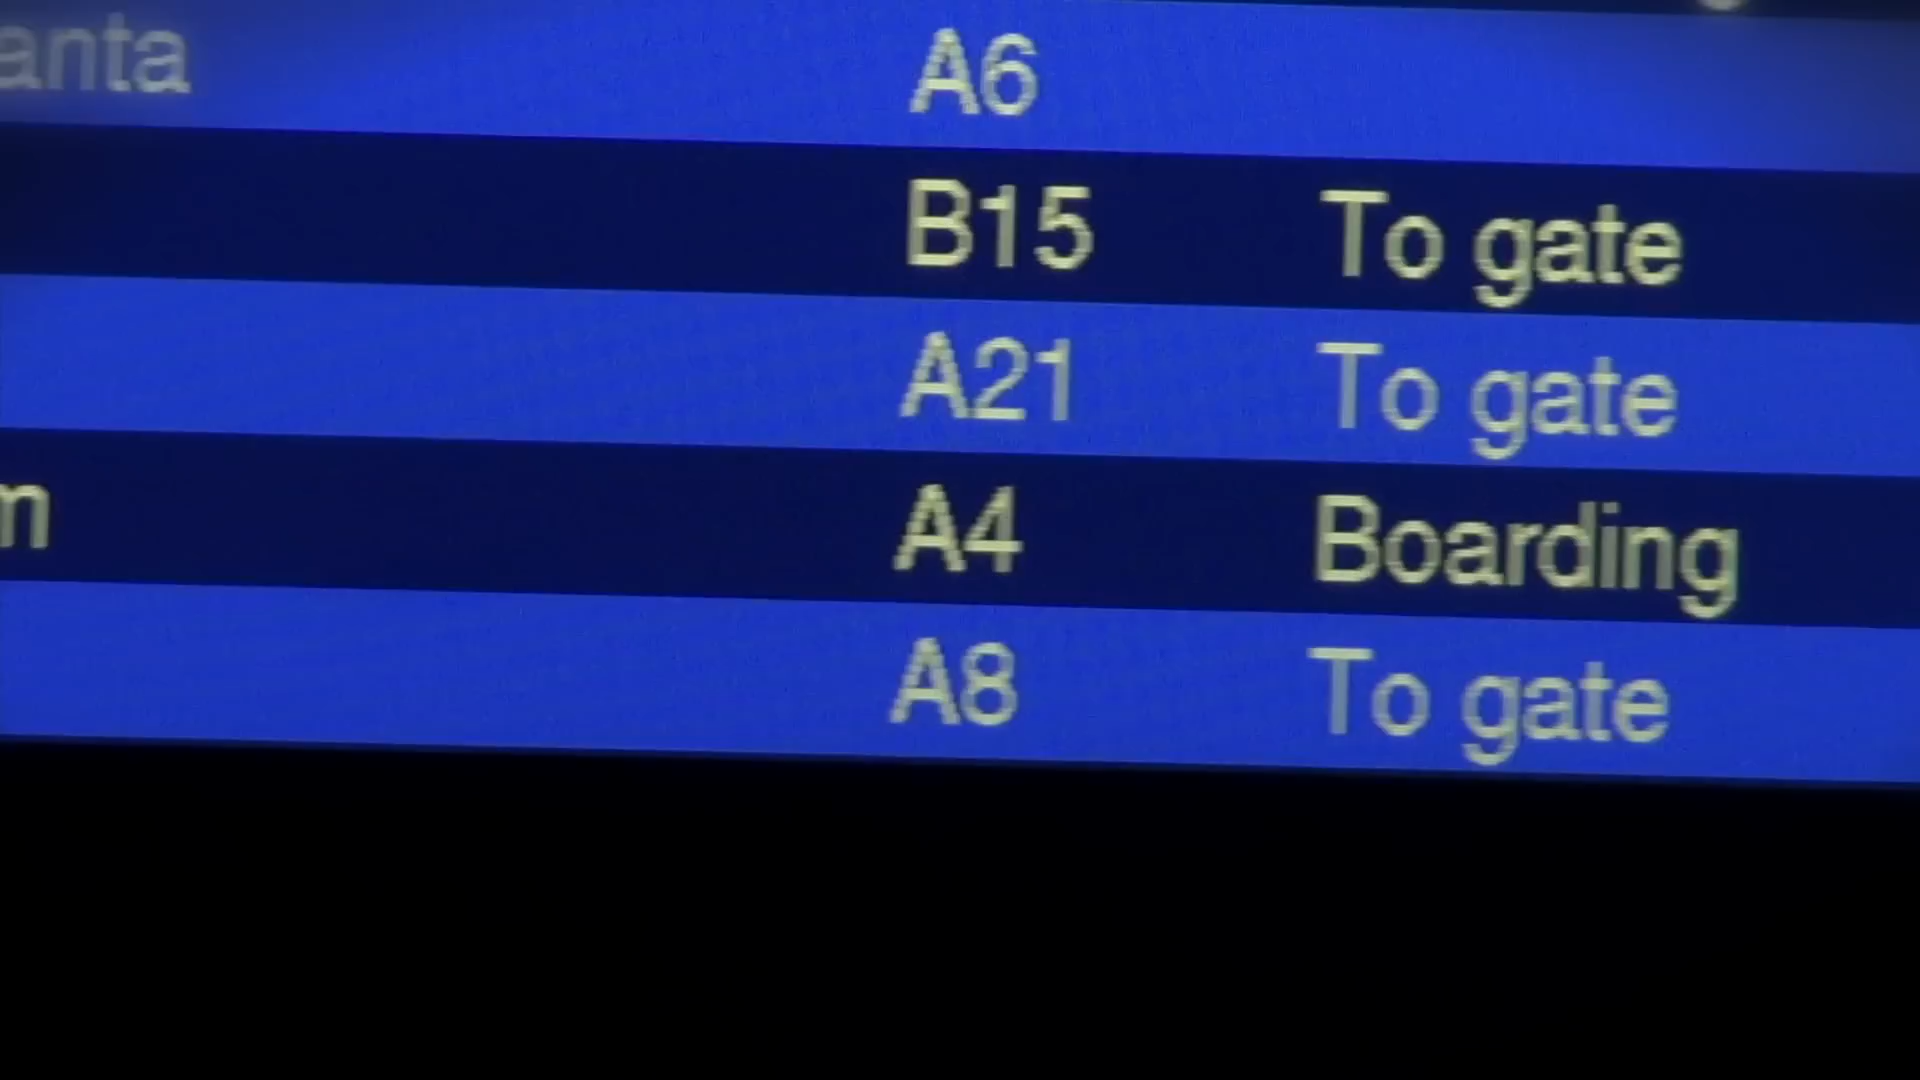 anta A6
B15 To gate
A21 To gate
m A4 Boarding
A8 To gate